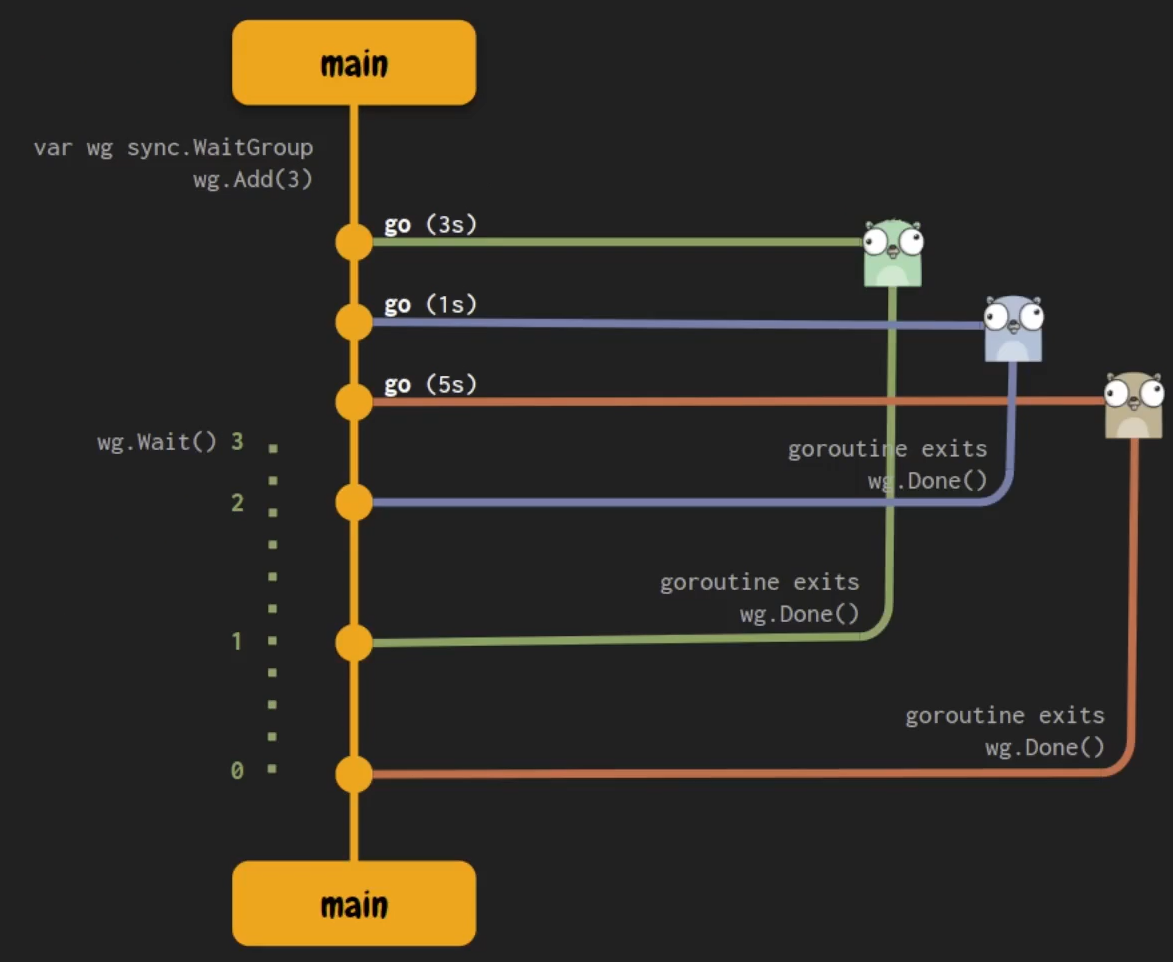 main
var wg sync.WaitGroup
wg.Add(3)
go (3s)
go (1s)
go (5s)
wg.Wait() 3
goroutine exits
wg.Done()
2
goroutine exits
wg.Done()
1
goroutine exits
wg.Done()
0
main